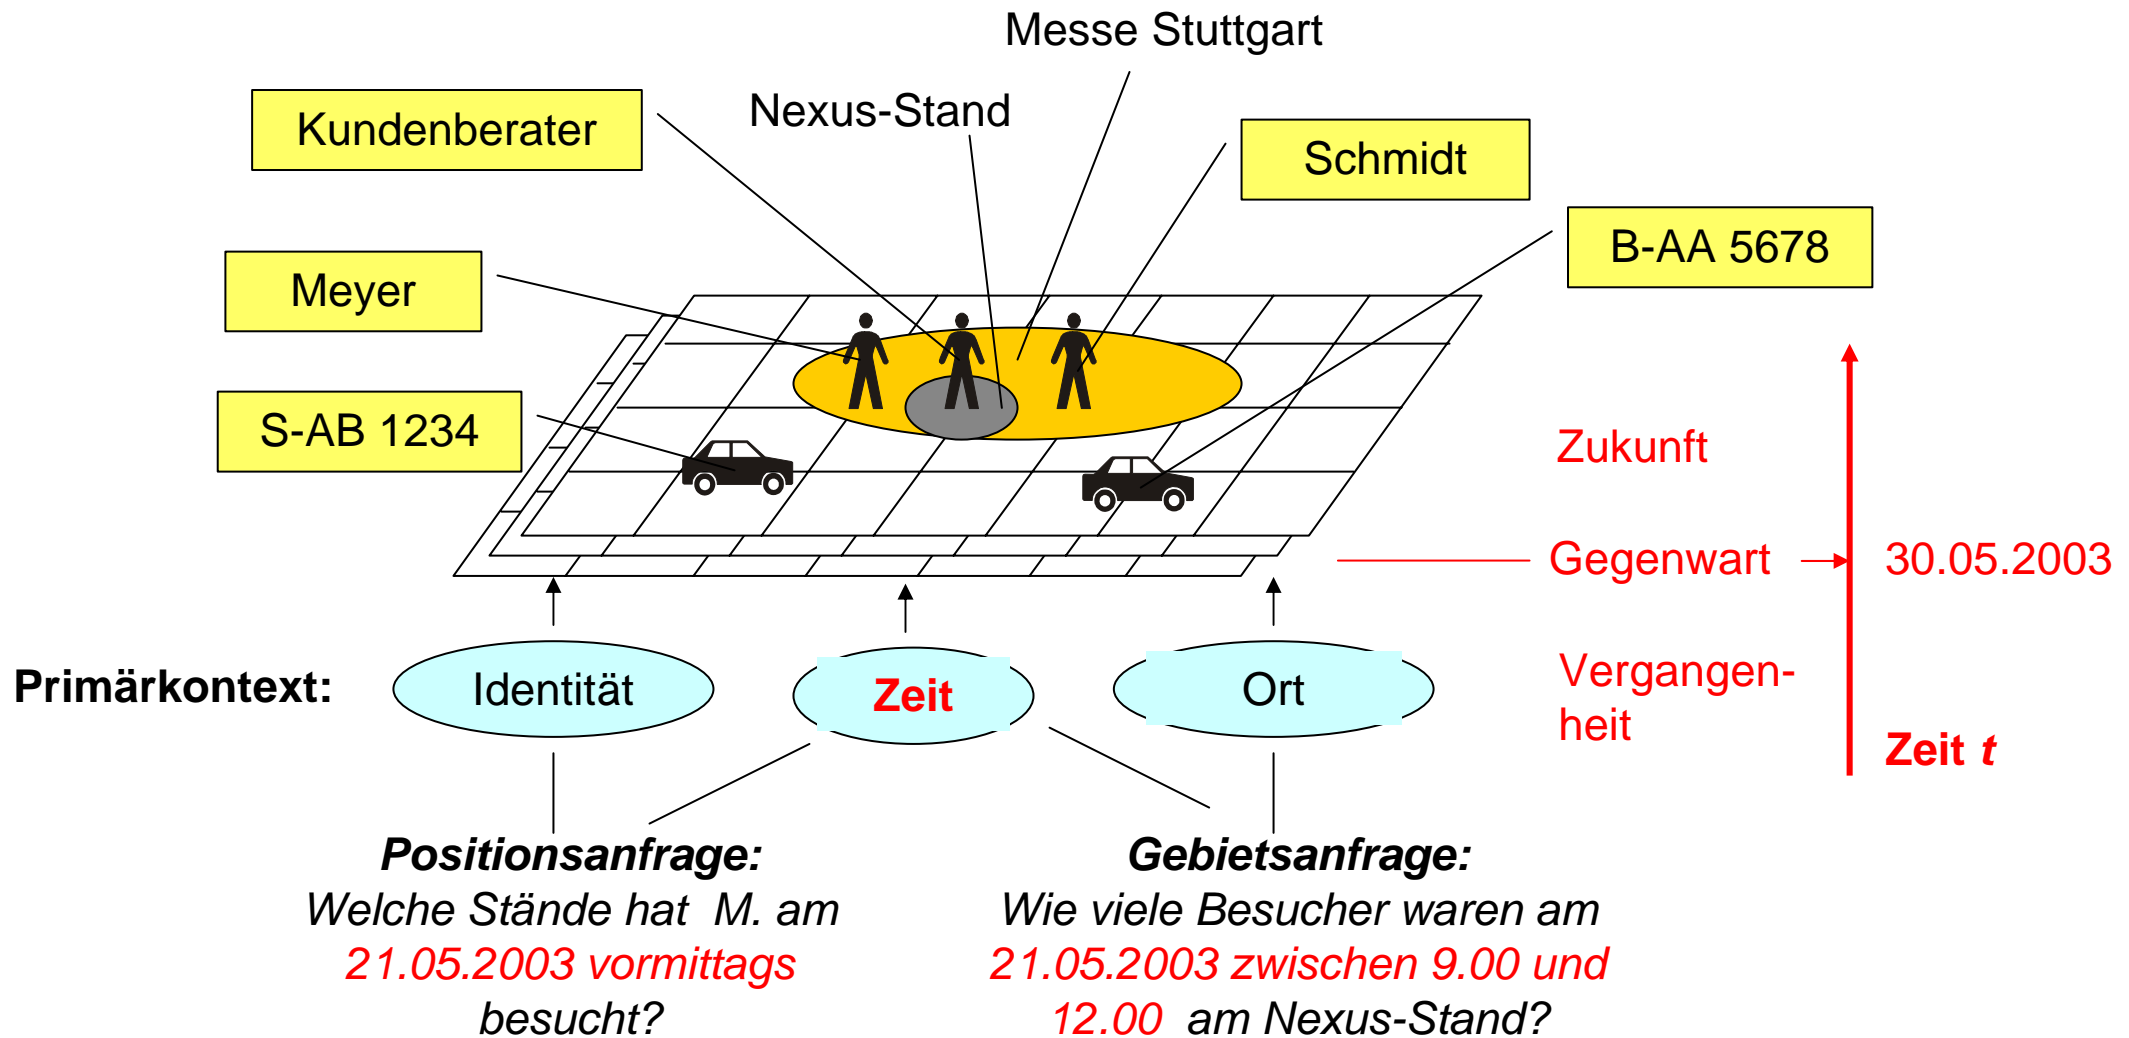 Messe Stuttgart
Nexus-Stand
Kundenberater
Schmidt
B-AA 5678
Meyer
S-AB 1234
Zukunft
Gegenwart
30.05.2003
Vergangen-
heit
Zeit t
Primärkontext:
Identität
Zeit
Ort
Positionsanfrage:
Welche Stände hat M. am
21.05.2003 vormittags
besucht?
Gebietsanfrage:
Wie viele Besucher waren am
21.05.2003 zwischen 9.00 und
12.00 am Nexus-Stand?